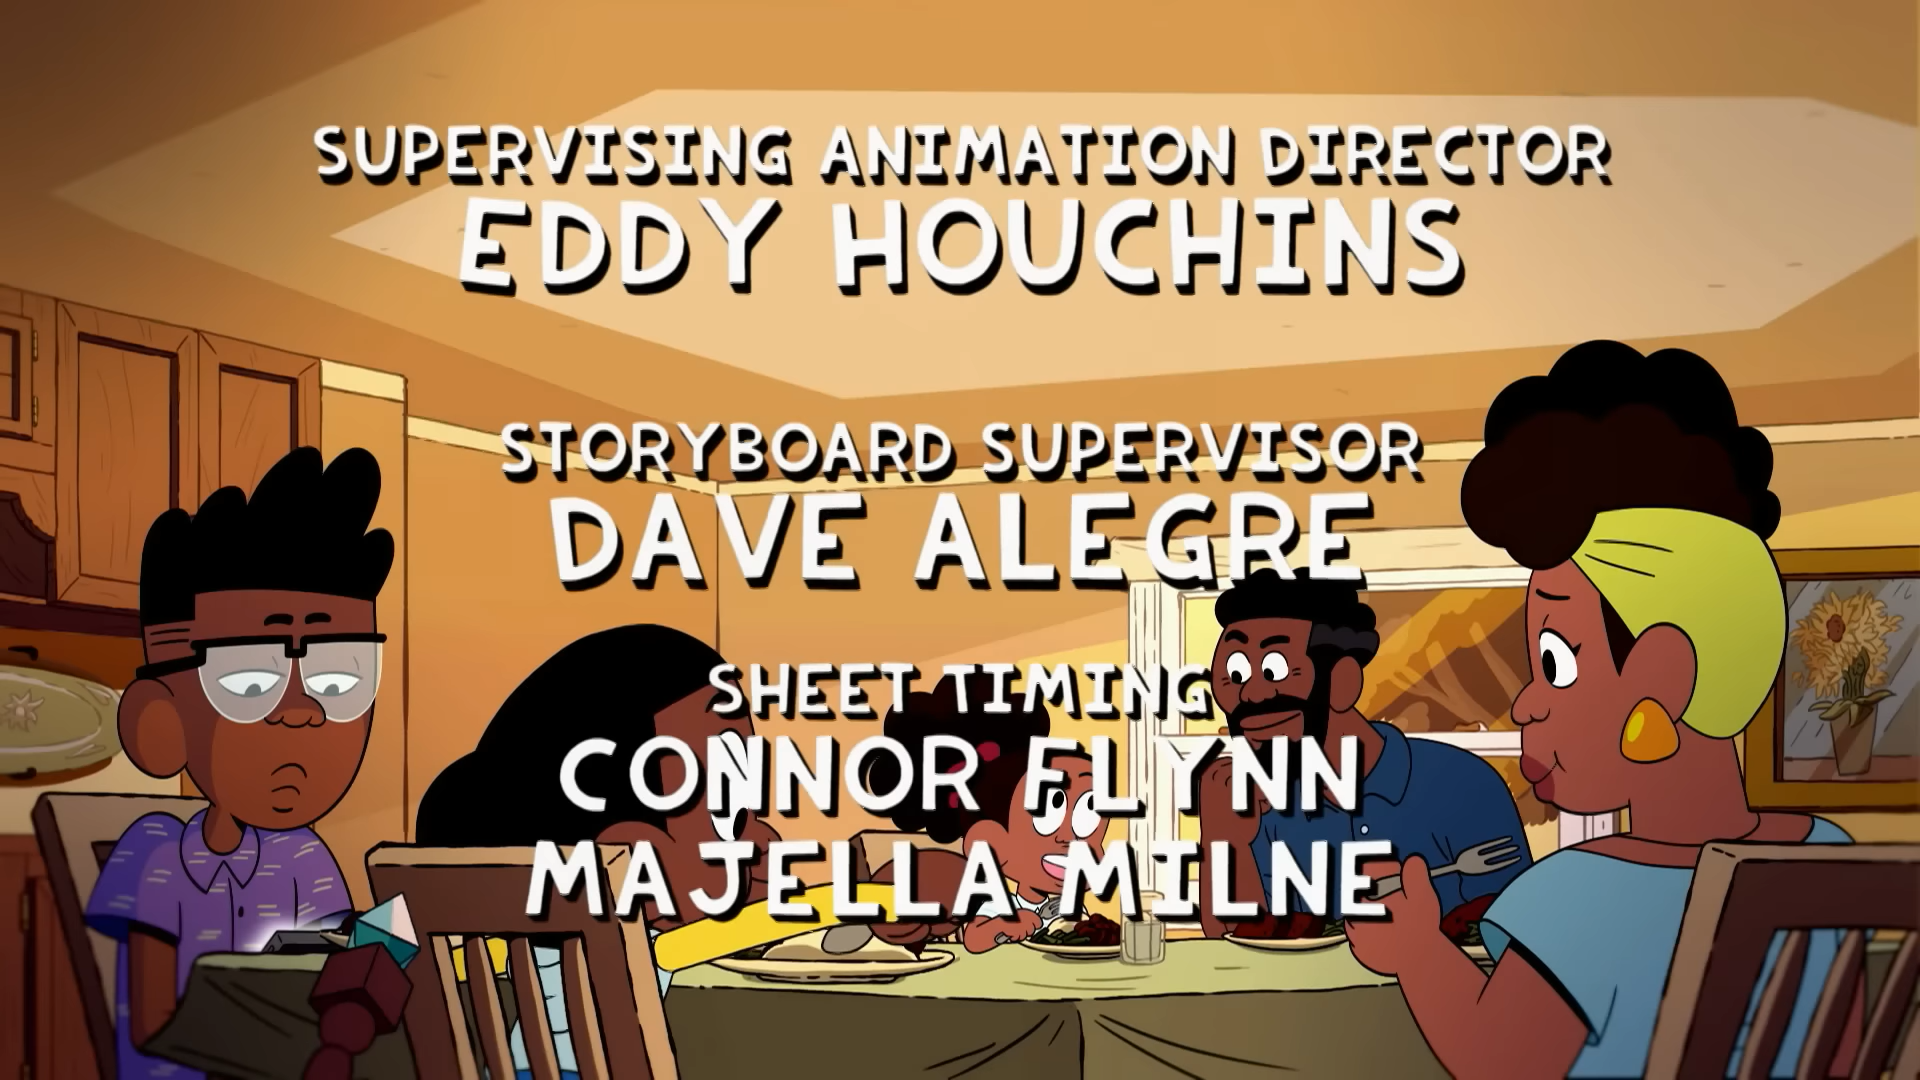 SUPERVISING ANIMATION DIRECTOR
EDDY HOUCHINS
STORYBOARD SUPERVISOR
DAVE ALEGRE
SHEET TIMING
CONNOR FLYNN
MAJELLA MILNE